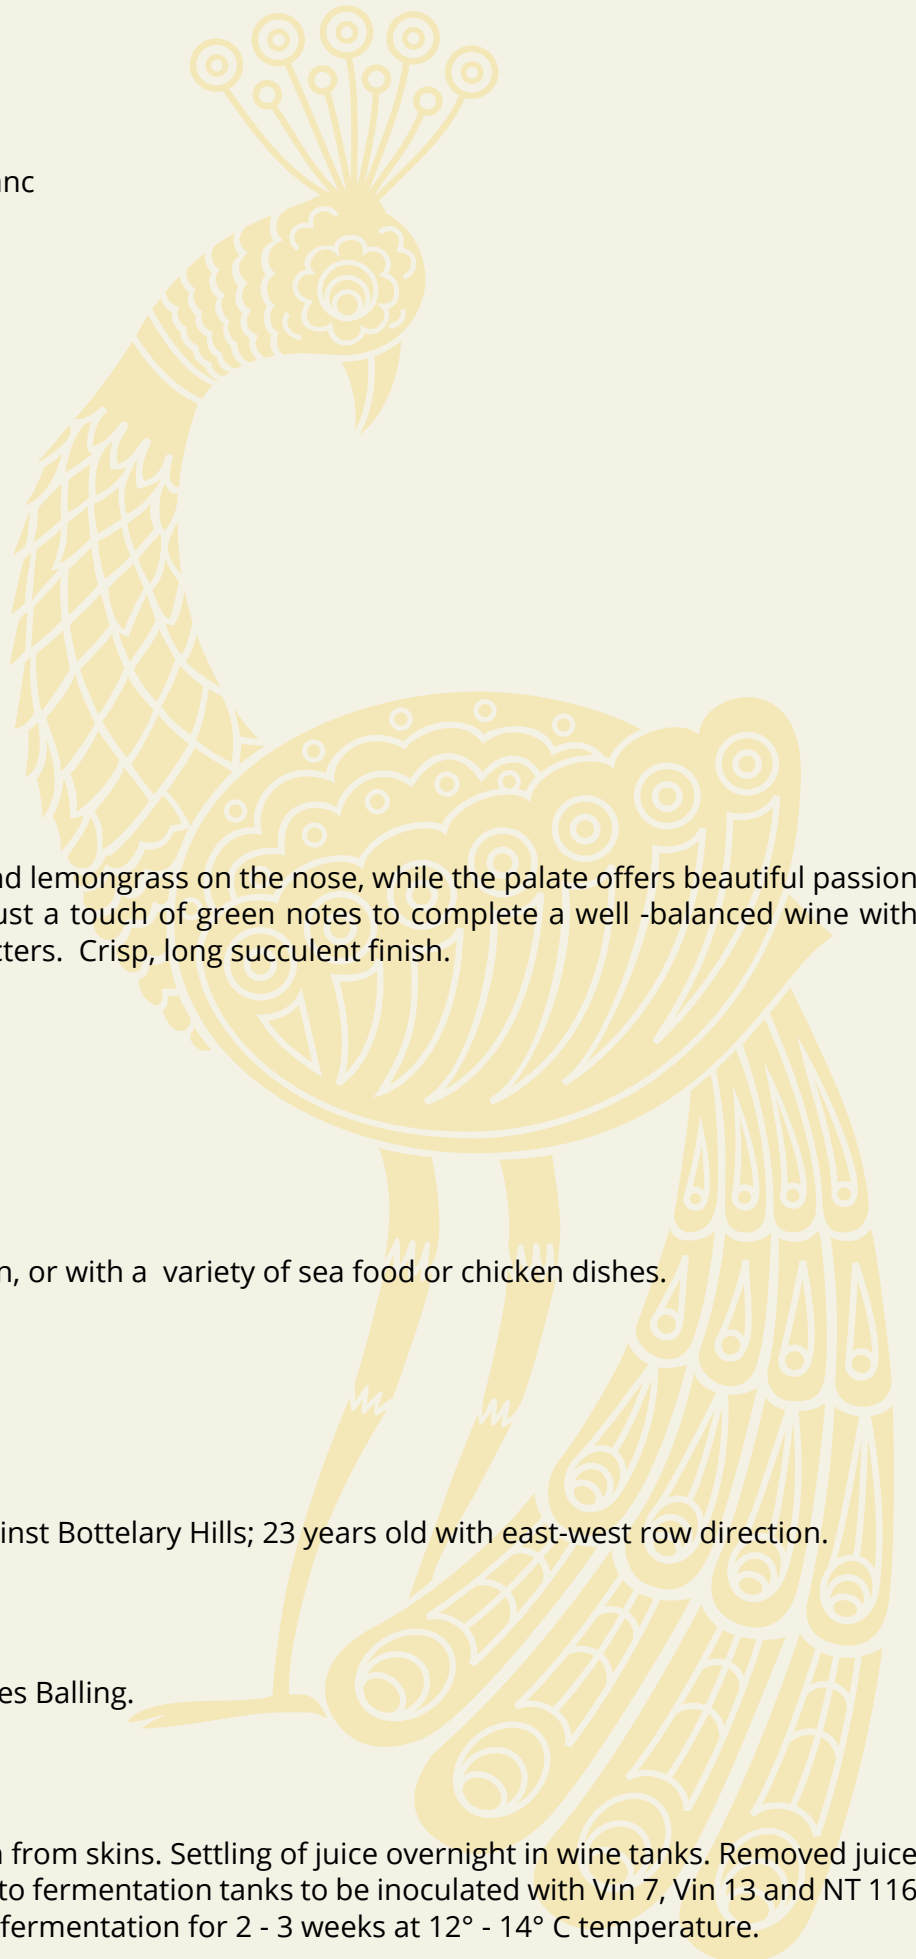 nc
d lemongrass on the nose, while the palate offers beautiful passion
ust a touch of green notes to complete a well -balanced wine with
ters. Crisp, long succulent finish.
n, or with a variety of sea food or chicken dishes.
inst Bottelary Hills; 23 years old with east-west row direction.
es Balling.
from skins. Settling of juice overnight in wine tanks. Removed juice
to fermentation tanks to be inoculated with Vin 7, Vin 13 and NT 116
fermentation for 2 - 3 weeks at 12° - 14° C temperature.